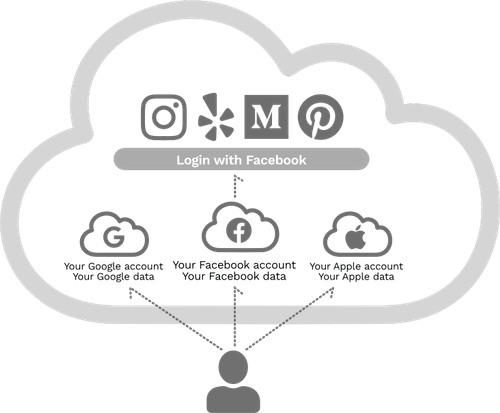 Login with Facebook
Your Google account
Your Google data
Your Facebook account
Your Facebook data
Your Apple account
Your Apple data